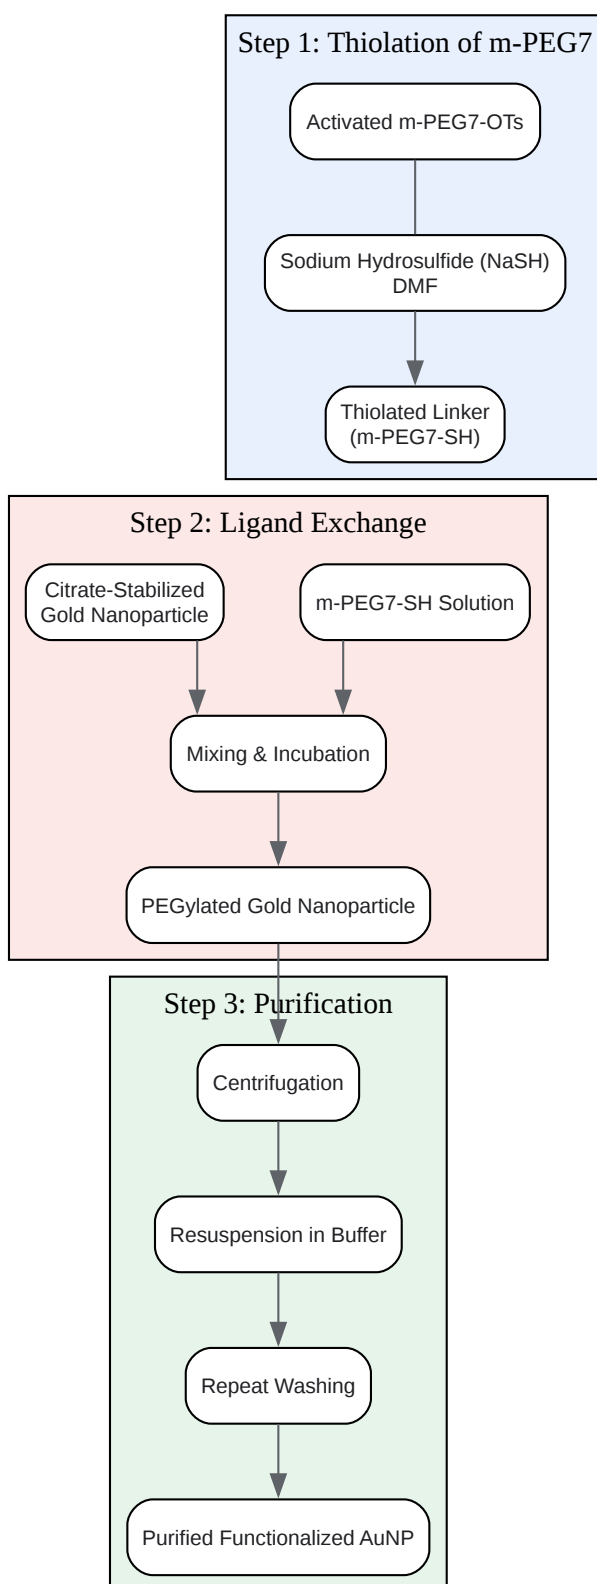 Step 1: Thiolation of m-PEG7
Activated m-PEG7-OTs
Sodium Hydrosulfide (NaSH)
DMF
Thiolated Linker
(m-PEG7-SH)
Step 2: Ligand Exchange
Citrate-Stabilized
Gold Nanoparticle
m-PEG7-SH Solution
Mixing & Incubation
PEGylated Gold Nanoparticle
Step 3: Purification
Centrifugation
Resuspension in Buffer
Repeat Washing
Purified Functionalized AuNP